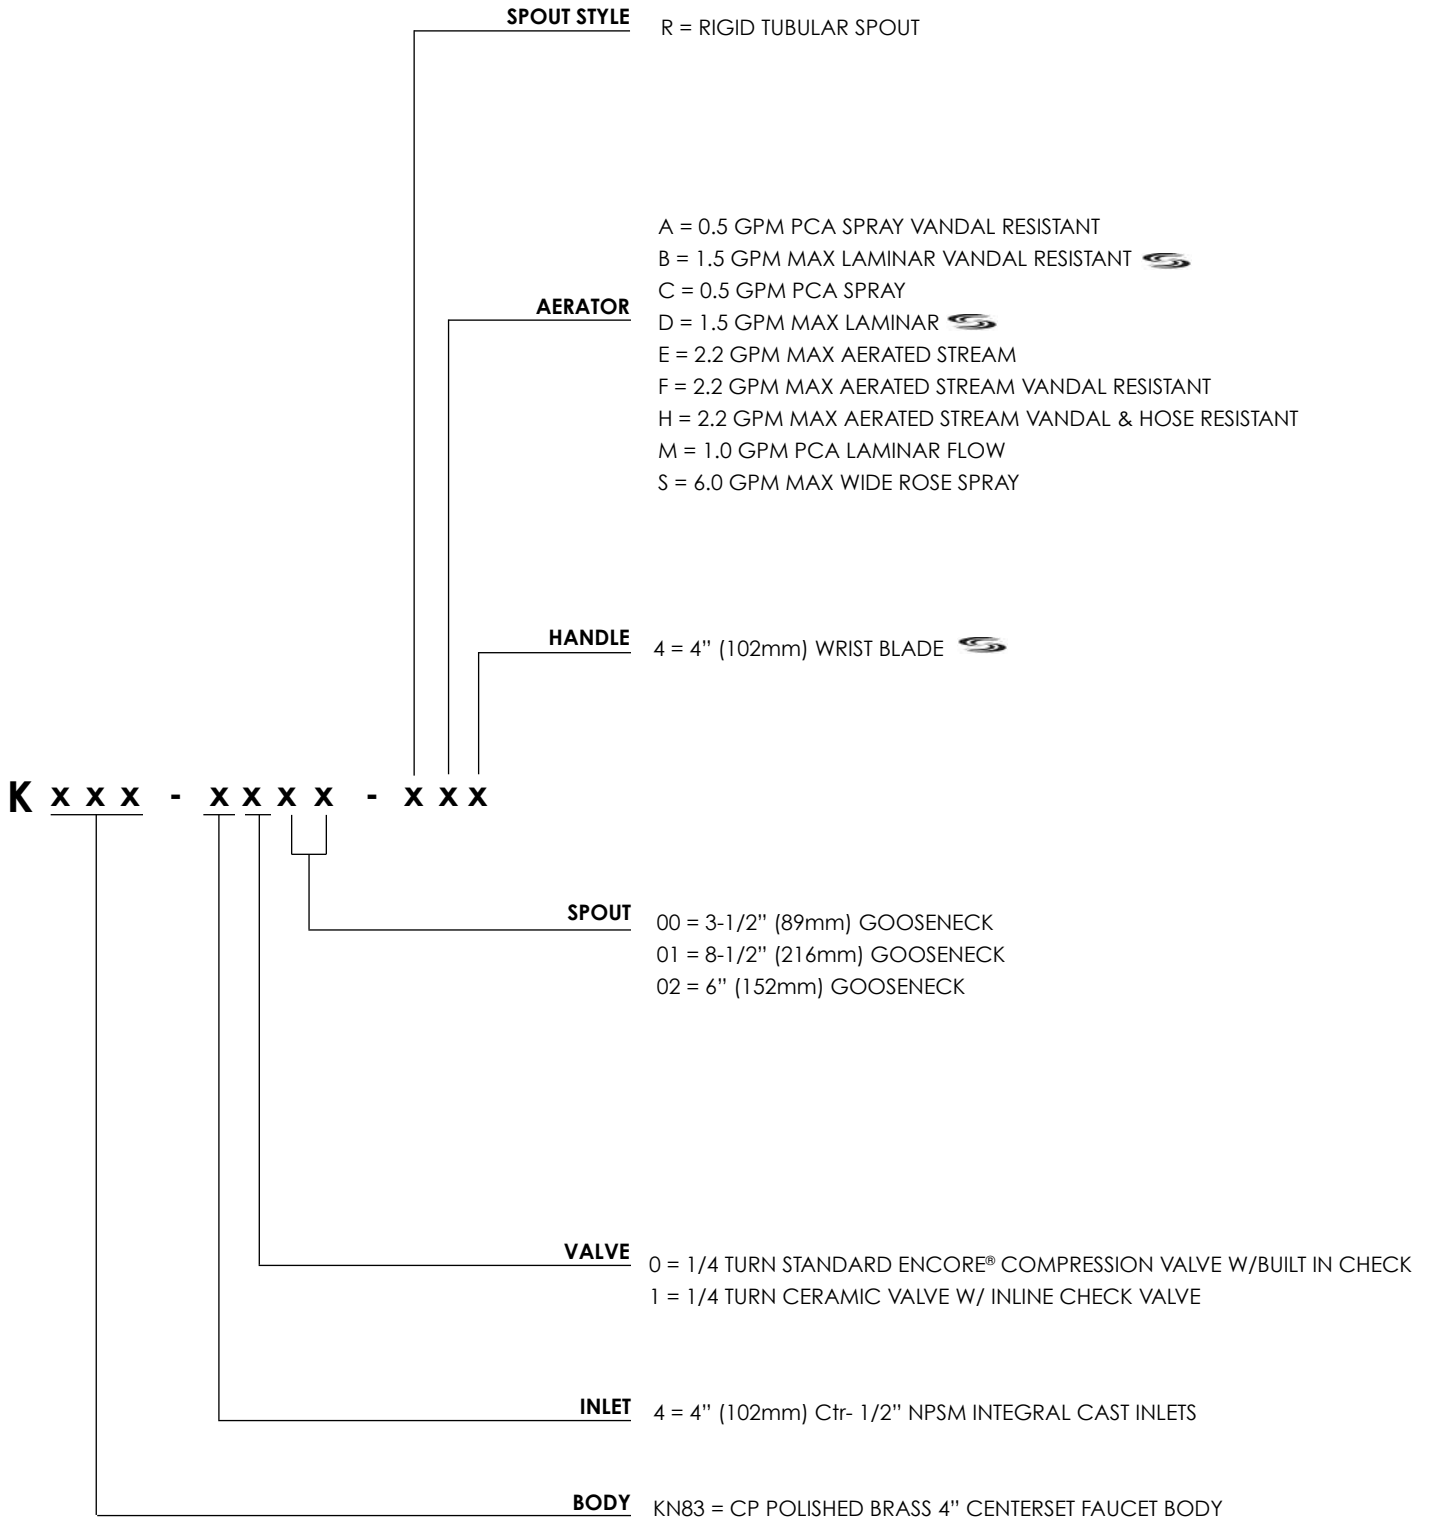 SPOUT STYLE
R = RIGID TUBULAR SPOUT
AERATOR
A = 0.5 GPM PCA SPRAY VANDAL RESISTANT
B = 1.5 GPM MAX LAMINAR VANDAL RESISTANT
C = 0.5 GPM PCA SPRAY
D = 1.5 GPM MAX LAMINAR
E = 2.2 GPM MAX AERATED STREAM
F = 2.2 GPM MAX AERATED STREAM VANDAL RESISTANT
H = 2.2 GPM MAX AERATED STREAM VANDAL & HOSE RESISTANT
M = 1.0 GPM PCA LAMINAR FLOW
S = 6.0 GPM MAX WIDE ROSE SPRAY
HANDLE
4 = 4” (102mm) WRIST BLADE
K x x x - x x x x - x x x
SPOUT
00 = 3-1/2” (89mm) GOOSENECK
01 = 8-1/2” (216mm) GOOSENECK
02 = 6” (152mm) GOOSENECK
VALVE
0 = 1/4 TURN STANDARD ENCORE® COMPRESSION VALVE W/BUILT IN CHECK
1 = 1/4 TURN CERAMIC VALVE W/ INLINE CHECK VALVE
INLET
4 = 4” (102mm) Ctr- 1/2” NPSM INTEGRAL CAST INLETS
BODY
KN83 = CP POLISHED BRASS 4” CENTERSET FAUCET BODY